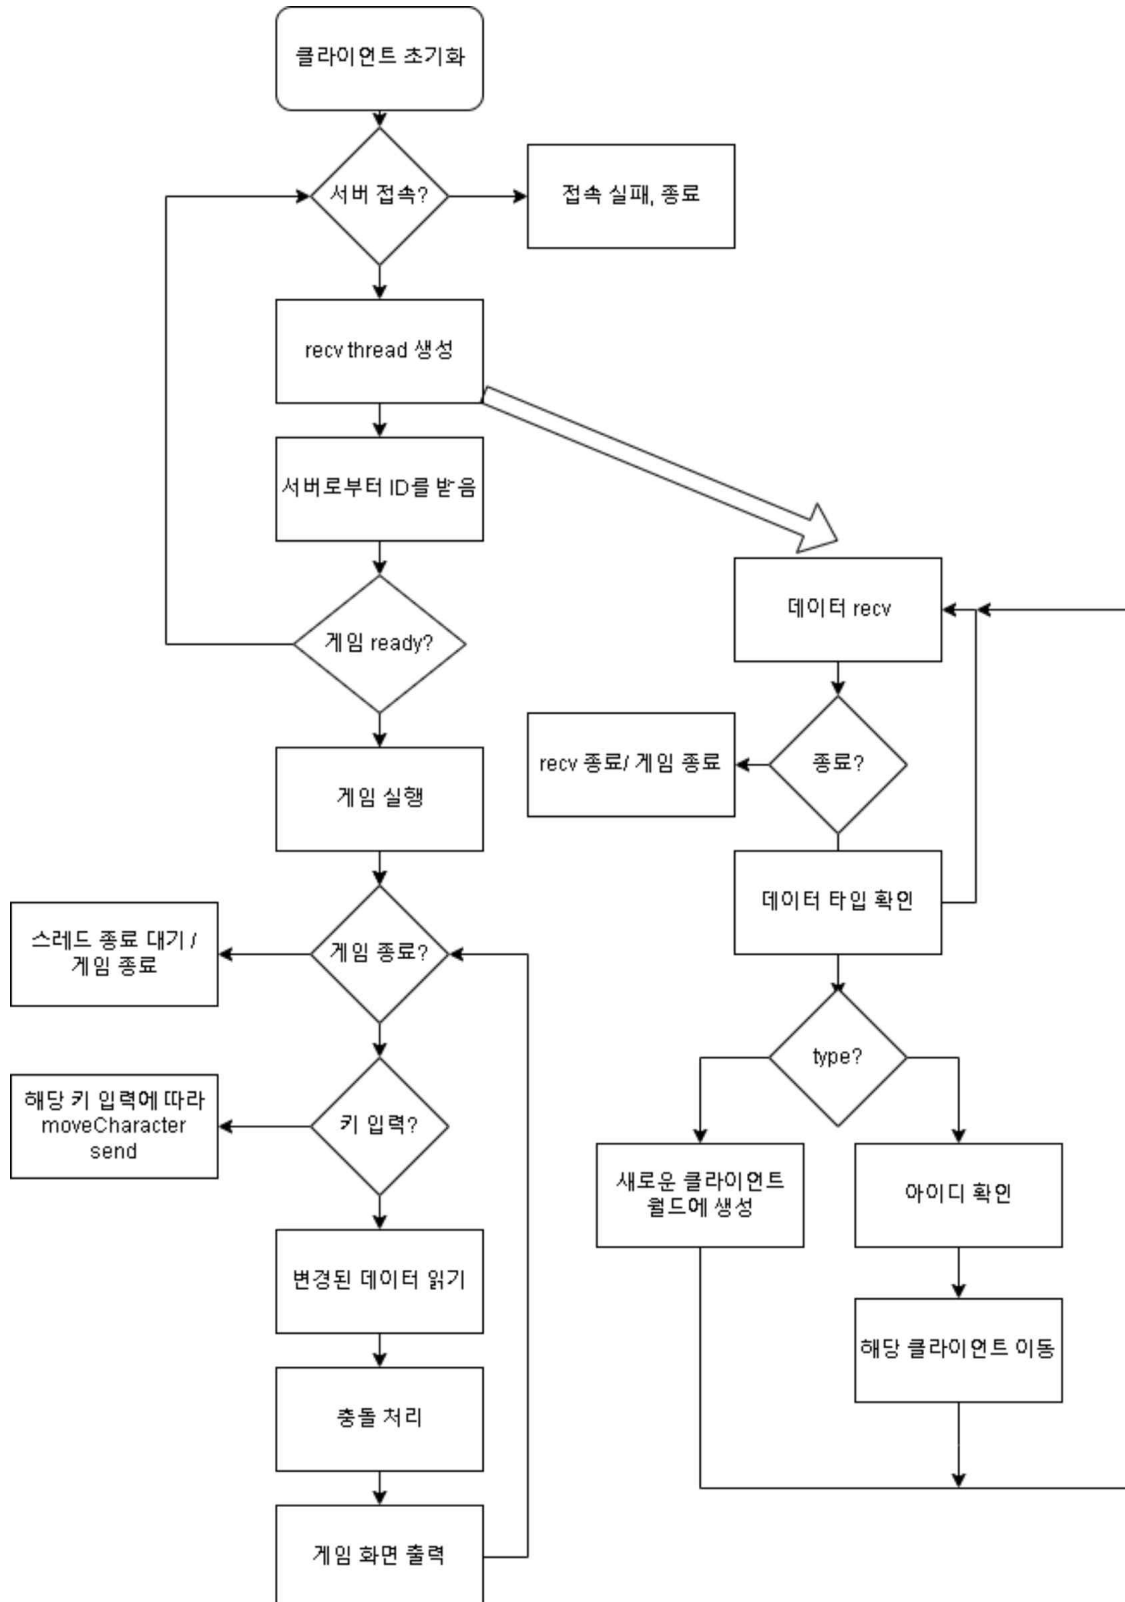 클라이언트 초기화
서버 접속?
접속 실패, 종료
recv thread 생성
서버로부터 ID를 받음
게임 ready?
게임 실행
게임 종료?
스레드 종료 대기 /
게임 종료
키 입력?
해당 키 입력에 따라
moveCharacter
send
변경된 데이터 읽기
충돌 처리
게임 화면 출력
데이터 recv
종료?
recv 종료/ 게임 종료
데이터 타입 확인
type?
새로운 클라이언트
월드에 생성
아이디 확인
해당 클라이언트 이동